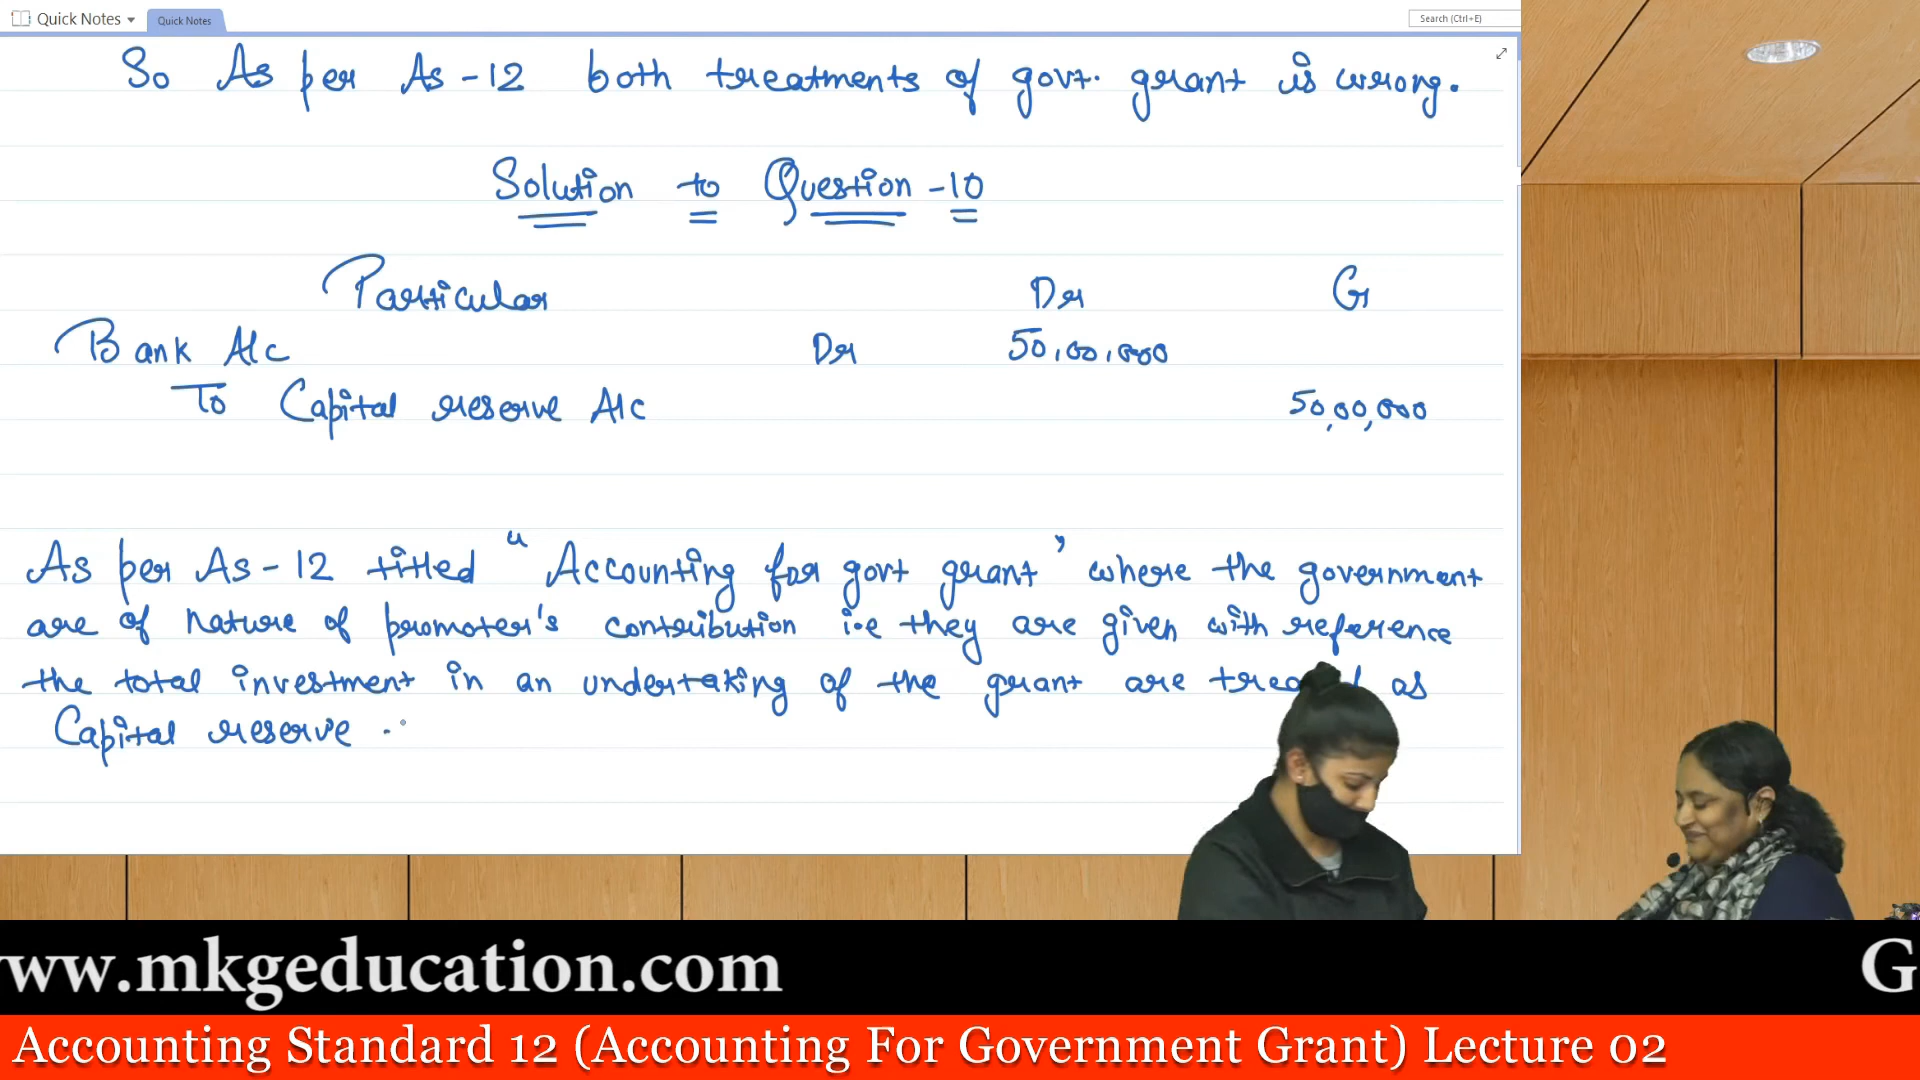 Quick Notes
Quick Notes
Search (Ctrl+E)
So As per As-12 both treatments of govt. grant is wrong.
Solution to Question-10
Particular Dr Cr
Bank A/c Dr 50,00,000
To Capital reserve A/c 50,00,000
As per As-12 titled "Accounting for govt grant" where the government
are of nature of promoter's contribution i.e they are given with reference
the total investment in an undertaking of the grant are as
Capital reserve.
ww.mkgeducation.com G
Accounting Standard 12 (Accounting For Government Grant) Lecture 02